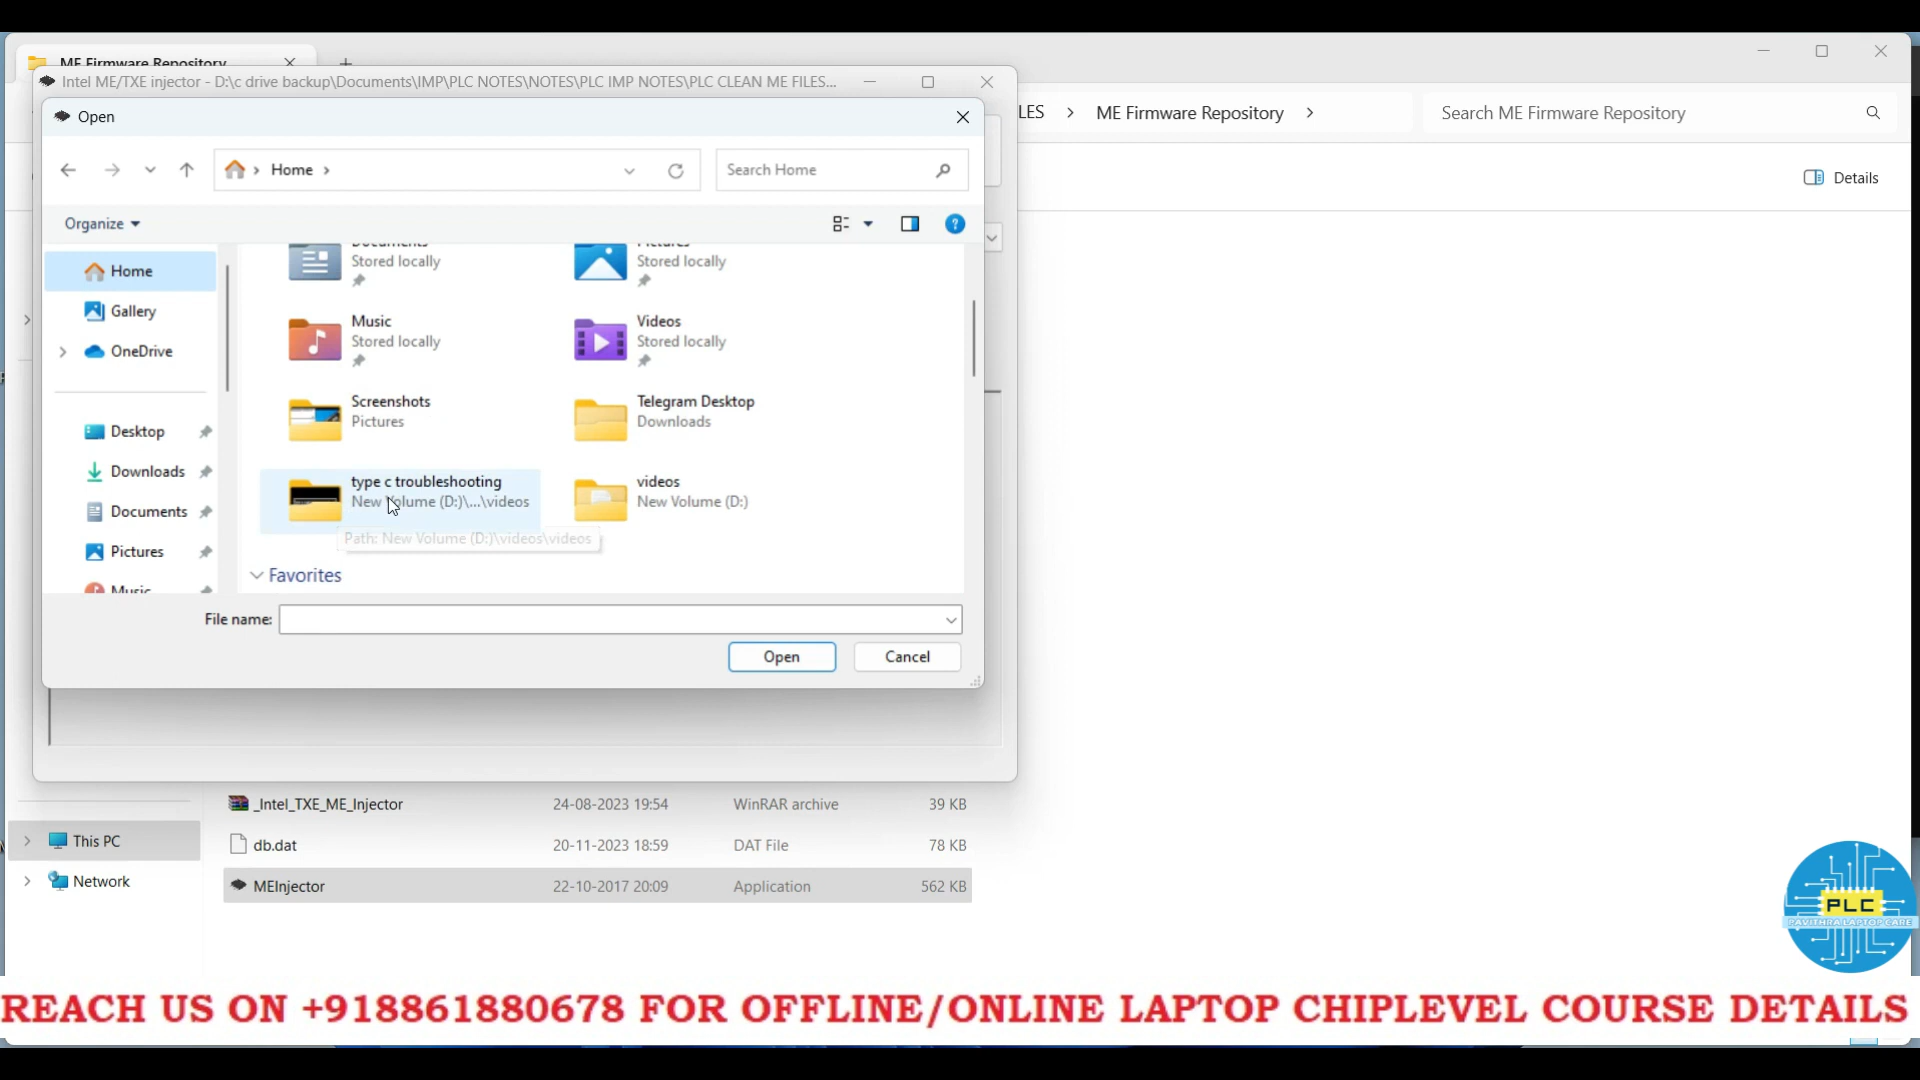 ME Firmware Repository
Intel ME/TXE injector - D:\c drive backup\Documents\IMP\PLC NOTES\NOTES\PLC IMP NOTES\PLC CLEAN ME FILES...
LES > ME Firmware Repository >
Search ME Firmware Repository
Open
Home >
Search Home
Details
Organize
Home
Gallery
OneDrive
Desktop
Downloads
Documents
Pictures
Music
Documents
Stored locally
Pictures
Stored locally
Music
Stored locally
Videos
Stored locally
Screenshots
Pictures
Telegram Desktop
Downloads
type c troubleshooting
New Volume (D:)\...\videos
videos
New Volume (D:)
Path: New Volume (D:)\videos\videos
Favorites
File name:
Open
Cancel
_Intel_TXE_ME_Injector 24-08-2023 19:54 WinRAR archive 39 KB
This PC
db.dat 20-11-2023 18:59 DAT File 78 KB
Network
MEInjector 22-10-2017 20:09 Application 562 KB
PLC
PAVITHRA LAPTOP CARE
REACH US ON +918861880678 FOR OFFLINE/ONLINE LAPTOP CHIPLEVEL COURSE DETAILS